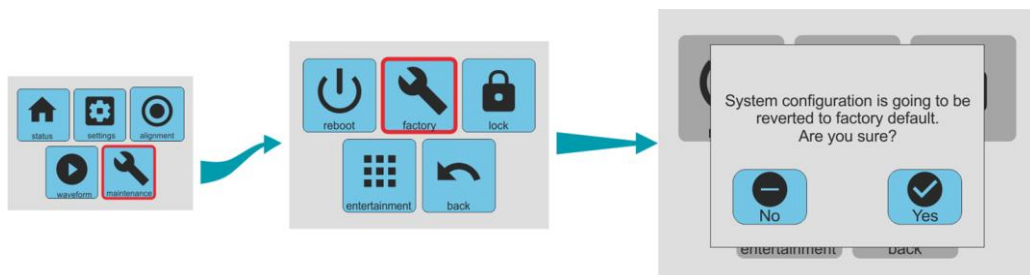 status
settings
alignment
waveform
maintenance
reboot
factory
lock
entertainment
back
System configuration is going to be
reverted to factory default.
Are you sure?
No
Yes
entertainment
back